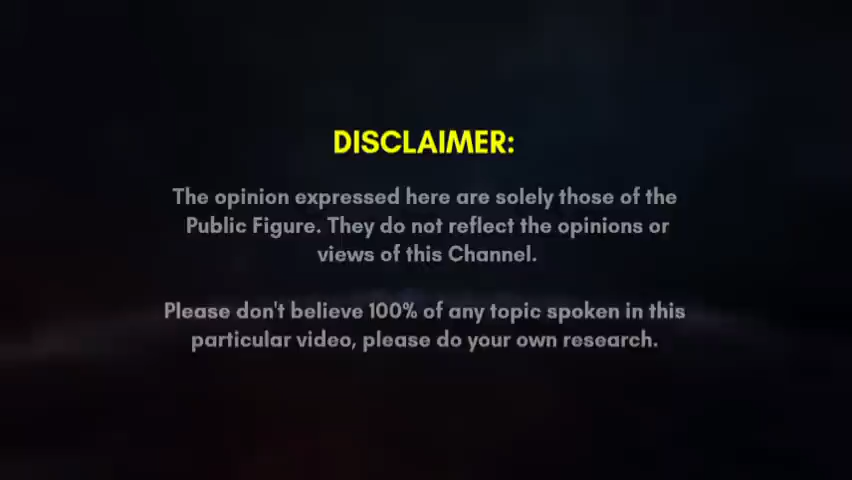 DISCLAIMER:
The opinion expressed here are solely those of the
Public Figure. They do not reflect the opinions or
views of this Channel.
Please don't believe 100% of any topic spoken in this
particular video, please do your own research.